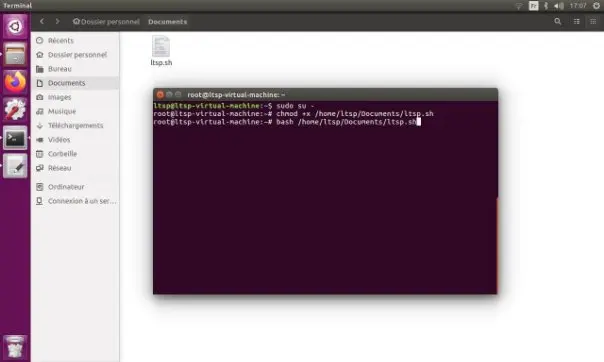 Terminal
Fr
17:07
Dossier personnel
Documents
Récents
Dossier personnel
Bureau
Documents
Images
Musique
Téléchargements
Vidéos
Corbeille
Réseau
Ordinateur
Connexion à un ser...
ltsp.sh
root@ltsp-virtual-machine: ~
ltsp@ltsp-virtual-machine:~$ sudo su -
root@ltsp-virtual-machine:~# chmod +x /home/ltsp/Documents/ltsp.sh
root@ltsp-virtual-machine:~# bash /home/ltsp/Documents/ltsp.sh